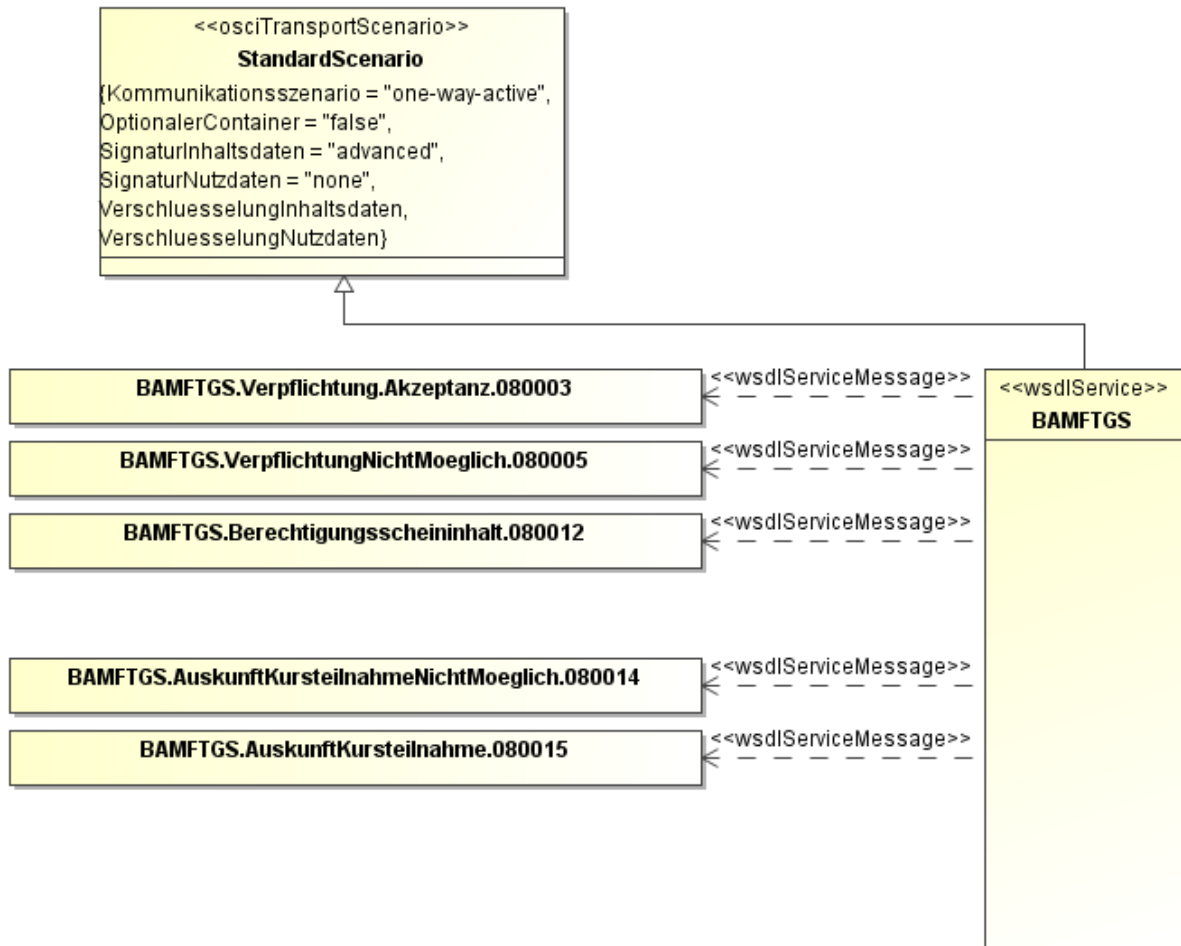 <<osciTransportScenario>>
StandardScenario
{Kommunikationsszenario = "one-way-active",
OptionalerContainer = "false",
SignaturInhaltsdaten = "advanced",
SignaturNutzdaten = "none",
VerschluesselungInhaltsdaten,
VerschluesselungNutzdaten}
BAMFTGS.Verpflichtung.Akzeptanz.080003
<<wsdlServiceMessage>>
<<wsdlService>>
BAMFTGS
BAMFTGS.VerpflichtungNichtMoeglich.080005
<<wsdlServiceMessage>>
BAMFTGS.Berechtigungsscheininhalt.080012
<<wsdlServiceMessage>>
BAMFTGS.AuskunftKursteilnahmeNichtMoeglich.080014
<<wsdlServiceMessage>>
BAMFTGS.AuskunftKursteilnahme.080015
<<wsdlServiceMessage>>